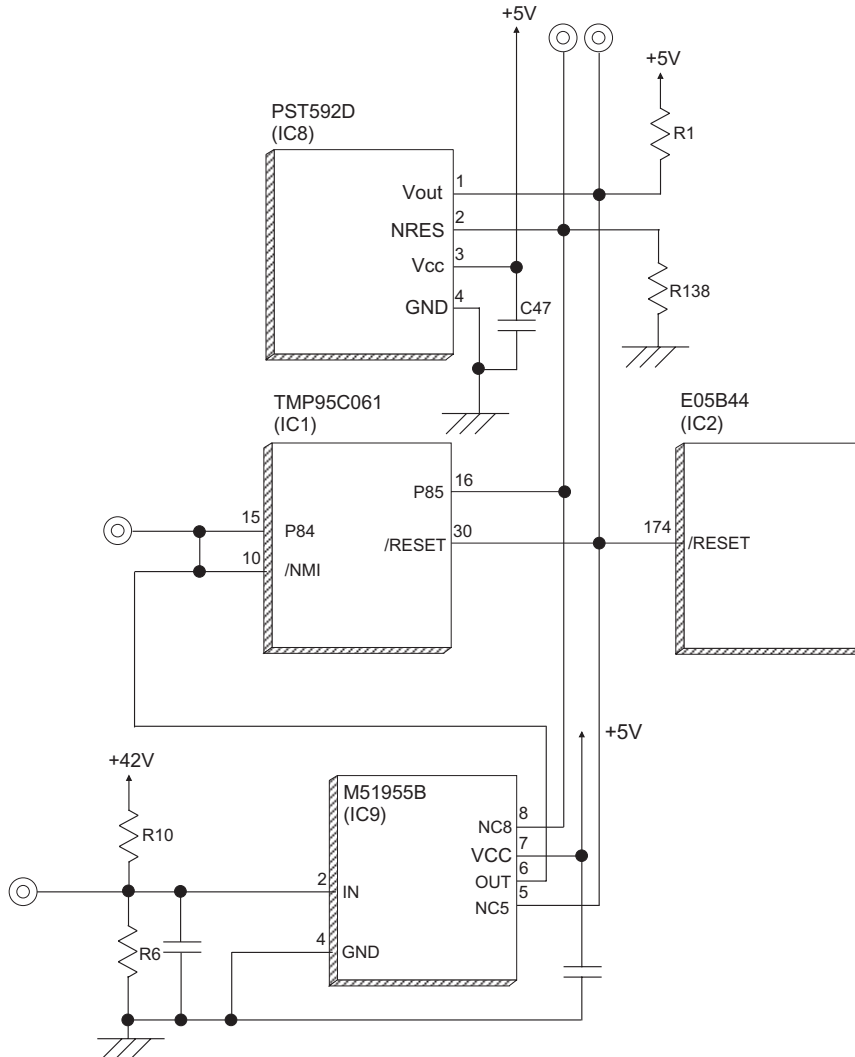 +5V
+5V
R1
PST592D
(IC8)
Vout
1
NRES
2
Vcc
3
GND
4
C47
R138
TMP95C061
(IC1)
E05B44
(IC2)
P85
16
15
P84
/RESET
30
174
/RESET
10
/NMI
+5V
+42V
R10
M51955B
(IC9)
NC8
8
VCC
7
OUT
6
NC5
5
2
IN
R6
4
GND